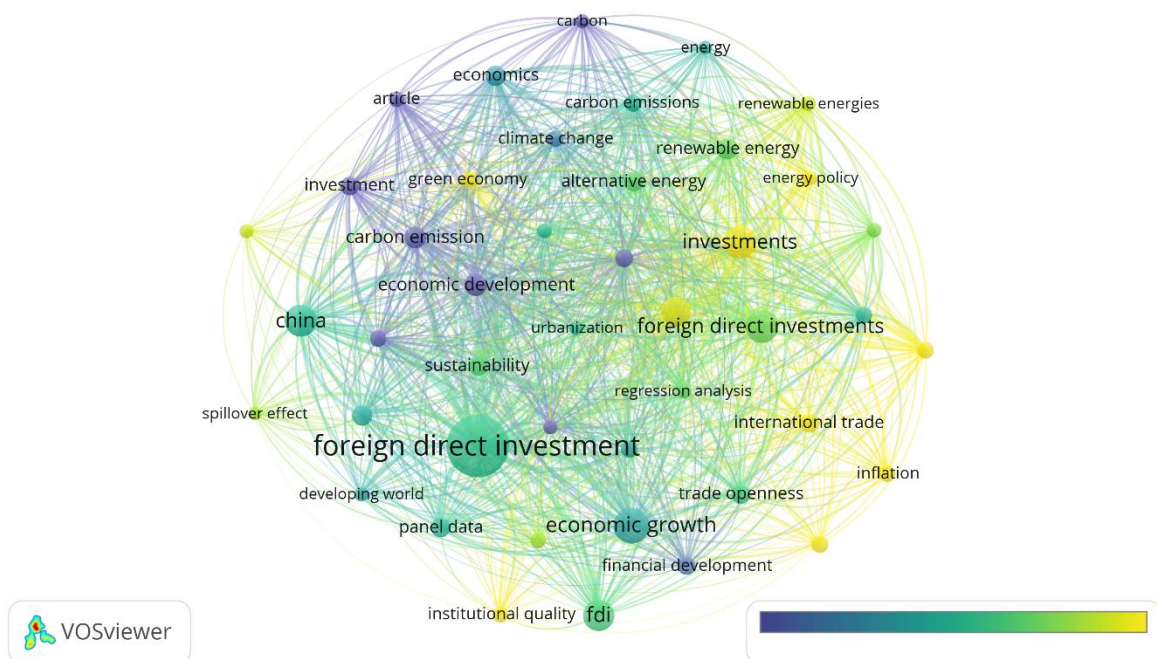 carbon
energy
economics
article
carbon emissions
renewable energies
climate change
renewable energy
investment
green economy
alternative energy
energy policy
carbon emission
investments
economic development
china
urbanization
foreign direct investments
sustainability
regression analysis
spillover effect
international trade
foreign direct investment
inflation
developing world
trade openness
panel data
economic growth
financial development
institutional quality
fdi
VOSviewer